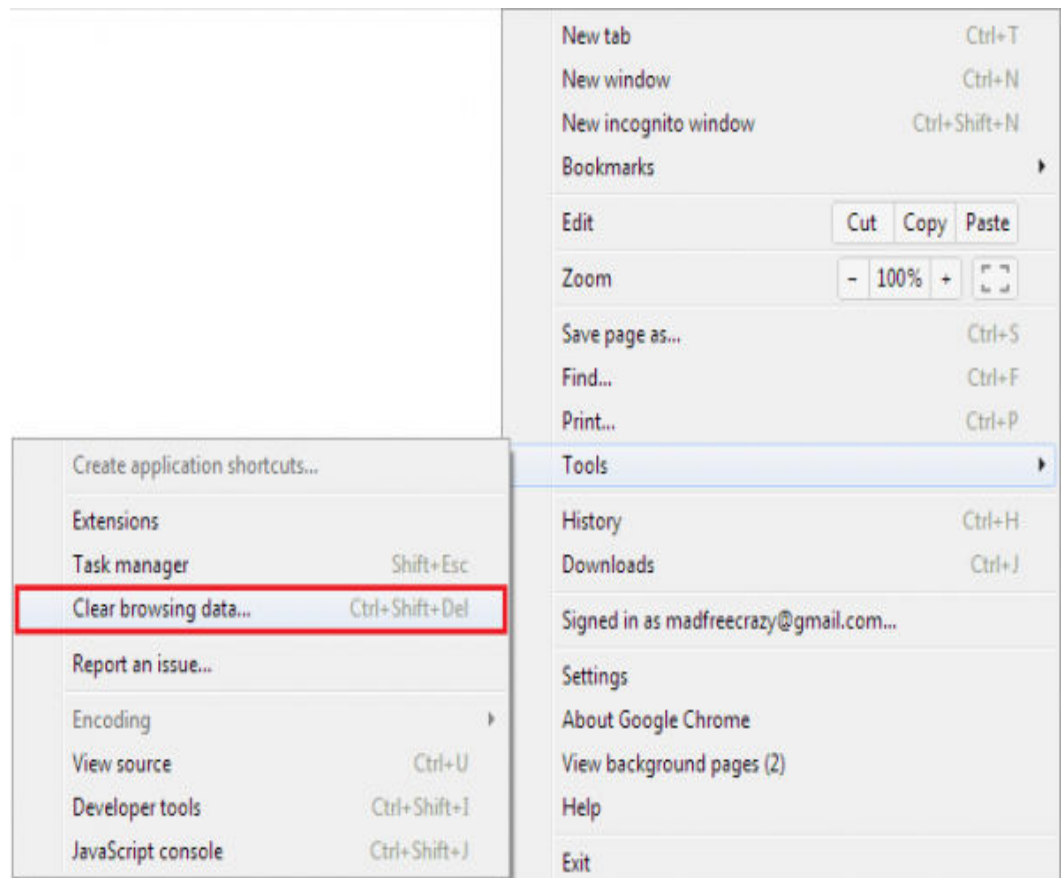 New tab Ctrl+T
New window Ctrl+N
New incognito window Ctrl+Shift+N
Bookmarks
Edit Cut Copy Paste
Zoom - 100% +
Save page as... Ctrl+S
Find... Ctrl+F
Print... Ctrl+P
Tools
History Ctrl+H
Downloads Ctrl+J
Signed in as madfreecrazy@gmail.com...
Settings
About Google Chrome
View background pages (2)
Help
Exit
Create application shortcuts...
Extensions
Task manager Shift+Esc
Clear browsing data... Ctrl+Shift+Del
Report an issue...
Encoding
View source Ctrl+U
Developer tools Ctrl+Shift+I
JavaScript console Ctrl+Shift+J